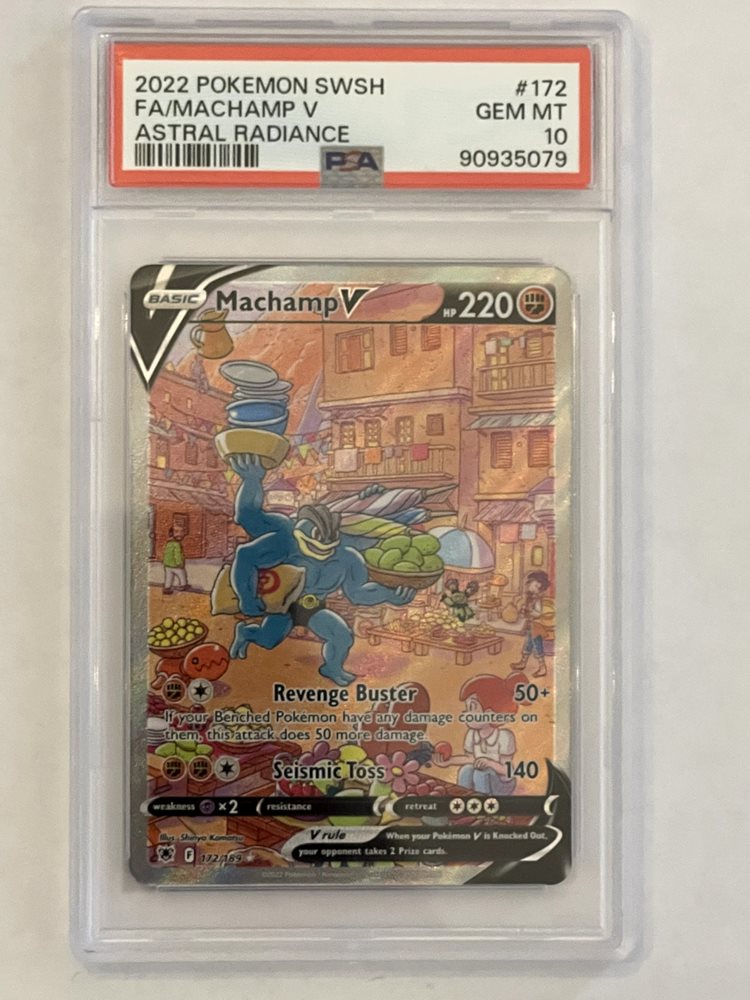 2022 POKEMON SWSH #172
FA/MACHAMP V GEM MT
ASTRAL RADIANCE 10
PSA 90935079
BASIC Machamp V HP 220
Revenge Buster 50+
If your Benched Pokémon have any damage counters on
them, this attack does 50 more damage.
Seismic Toss 140
weakness ×2 resistance retreat
Illus. Shinya Komatsu
V rule When your Pokémon V is Knocked Out,
your opponent takes 2 Prize cards.
F 172/189
©2022 Pokémon